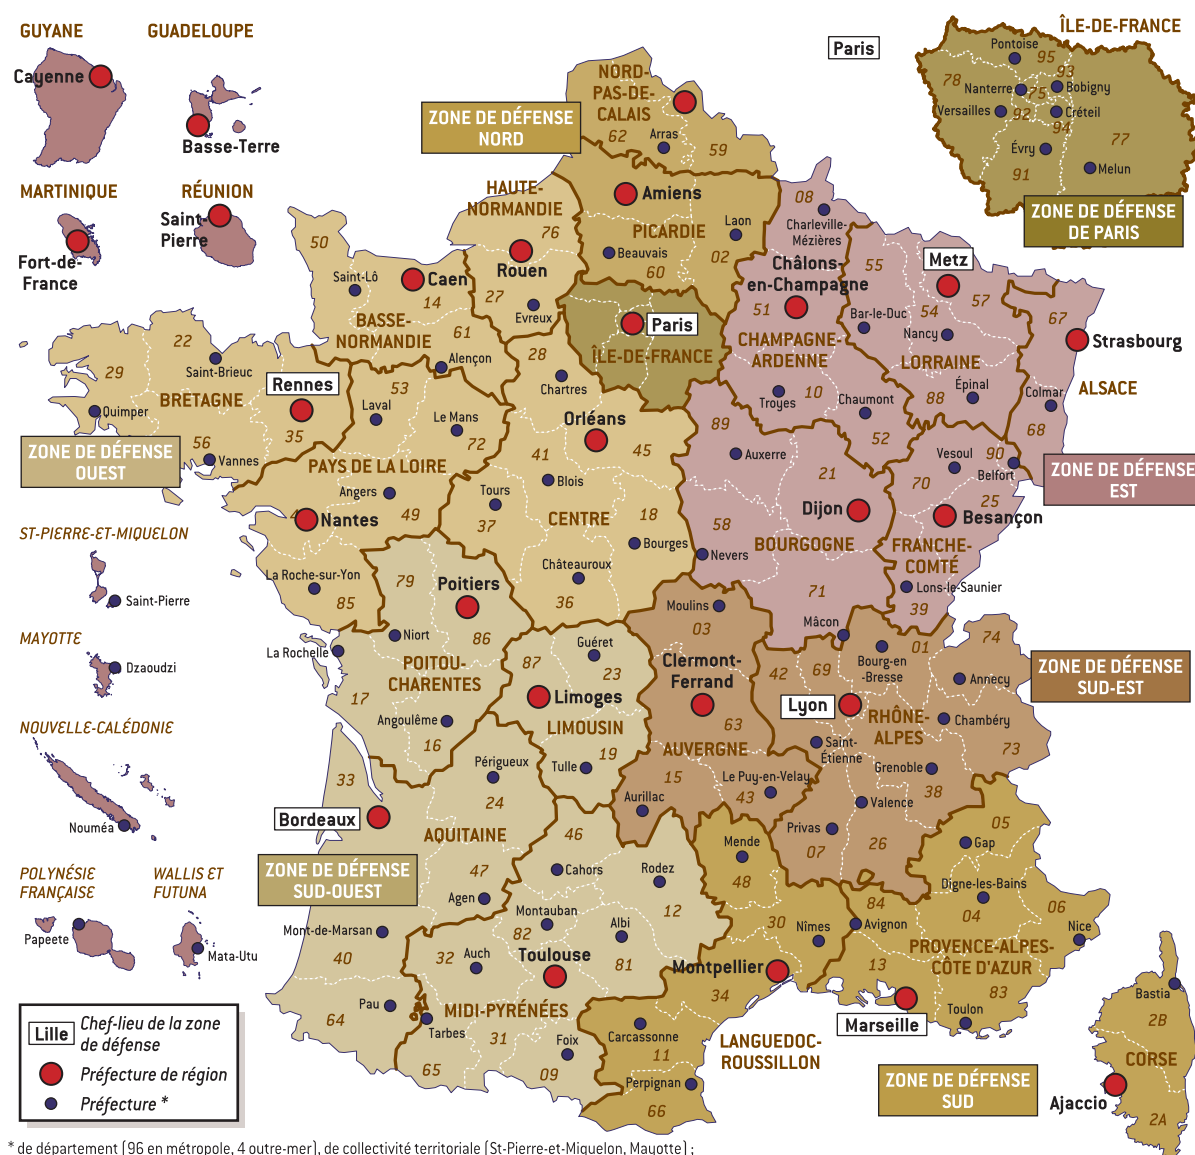 GUYANE
Cayenne
GUADELOUPE
Basse-Terre
MARTINIQUE
Fort-de-
France
RÉUNION
Saint-
Pierre
ZONE DE DÉFENSE
NORD
NORD-
PAS-DE-
CALAIS
62
Arras
59
Paris
ÎLE-DE-FRANCE
Pontoise
95
78
93
Nanterre
75
Bobigny
Versailles
92
Créteil
94
77
Évry
91
Melun
ZONE DE DÉFENSE
DE PARIS
HAUTE-
NORMANDIE
76
Rouen
27
Evreux
Amiens
PICARDIE
Laon
Beauvais
60
02
08
Charleville-
Mézières
Châlons-
en-Champagne
51
CHAMPAGNE-
ARDENNE
Troyes
10
Chaumont
52
55
Metz
57
54
Bar-le-Duc
Nancy
LORRAINE
Épinal
88
67
Strasbourg
ALSACE
Colmar
68
50
Saint-Lô
Caen
14
BASSE-
NORMANDIE
61
Alençon
Paris
ÎLE-DE-FRANCE
22
Saint-Brieuc
29
BRETAGNE
Rennes
Quimper
35
56
Vannes
ZONE DE DÉFENSE
OUEST
53
Laval
Le Mans
72
PAYS DE LA LOIRE
Angers
49
4
Nantes
La Roche-sur-Yon
85
28
Chartres
Orléans
45
41
Blois
Tours
37
CENTRE
18
Bourges
Châteauroux
36
89
Auxerre
21
Dijon
58
Nevers
BOURGOGNE
71
Mâcon
Vesoul
90
Belfort
70
25
Besançon
FRANCHE-
COMTÉ
Lons-le-Saunier
39
ZONE DE DÉFENSE
EST
ST-PIERRE-ET-MIQUELON
Saint-Pierre
MAYOTTE
Dzaoudzi
NOUVELLE-CALÉDONIE
Nouméa
POLYNÉSIE
FRANÇAISE
Papeete
WALLIS ET
FUTUNA
Mata-Utu
79
Poitiers
86
Niort
La Rochelle
POITOU-
CHARENTES
17
Angoulême
16
Guéret
87
23
Limoges
LIMOUSIN
19
Tulle
Moulins
03
Clermont-
Ferrand
63
AUVERGNE
15
Le Puy-en-Velay
43
Aurillac
42
69
01
Bourg-en
-Bresse
74
Annecy
Lyon
RHÔNE-
ALPES
Chambéry
73
Saint-
Étienne
Grenoble
38
Valence
Privas
07
26
ZONE DE DÉFENSE
SUD-EST
33
Bordeaux
Périgueux
24
AQUITAINE
47
Agen
ZONE DE DÉFENSE
SUD-OUEST
Mont-de-Marsan
40
Pau
64
46
Cahors
Rodez
12
Montauban
82
Albi
81
32
Auch
Toulouse
MIDI-PYRÉNÉES
Tarbes
31
65
Foix
09
Mende
48
30
Nîmes
Montpellier
34
Carcassonne
11
Perpignan
66
LANGUEDOC-
ROUSSILLON
05
Gap
Digne-les-Bains
84
Avignon
04
06
Nice
PROVENCE-ALPES-
CÔTE D'AZUR
13
83
Toulon
Marseille
ZONE DE DÉFENSE
SUD
Bastia
2B
CORSE
Ajaccio
2A
Lille
Chef-lieu de la zone
de défense
Préfecture de région
Préfecture *
* de département (96 en métropole, 4 outre-mer), de collectivité territoriale (St-Pierre-et-Miquelon, Mayotte) ;